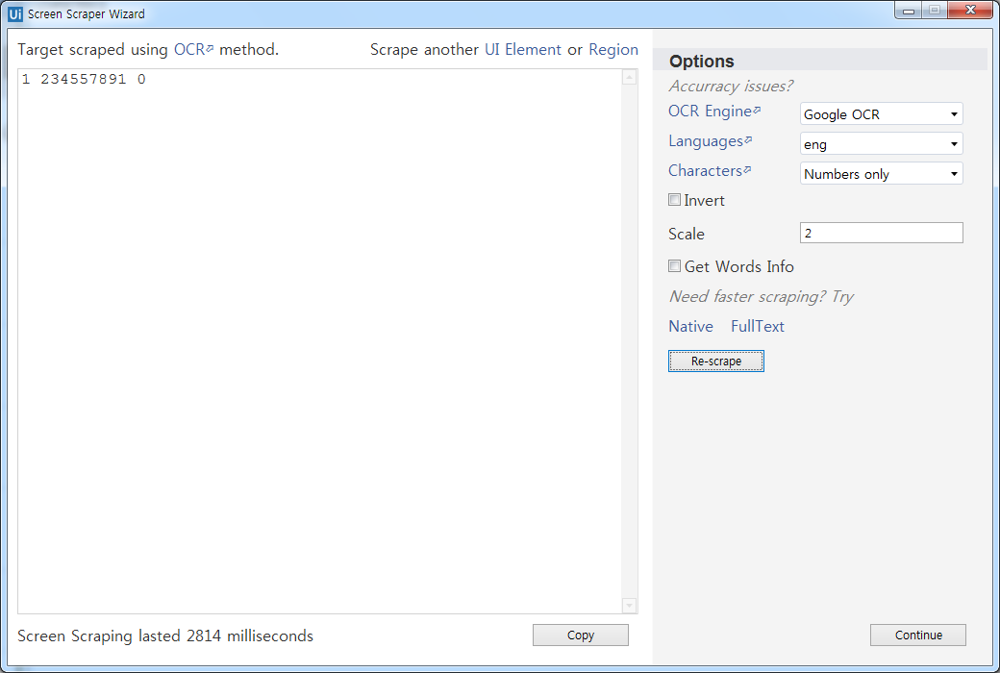 Ui Screen Scraper Wizard
Target scraped using OCR method.
Scrape another UI Element or Region
1 234557891 0
Screen Scraping lasted 2814 milliseconds
Copy
Options
Accurracy issues?
OCR Engine Google OCR
Languages eng
Characters Numbers only
Invert
Scale 2
Get Words Info
Need faster scraping? Try
Native FullText
Re-scrape
Continue